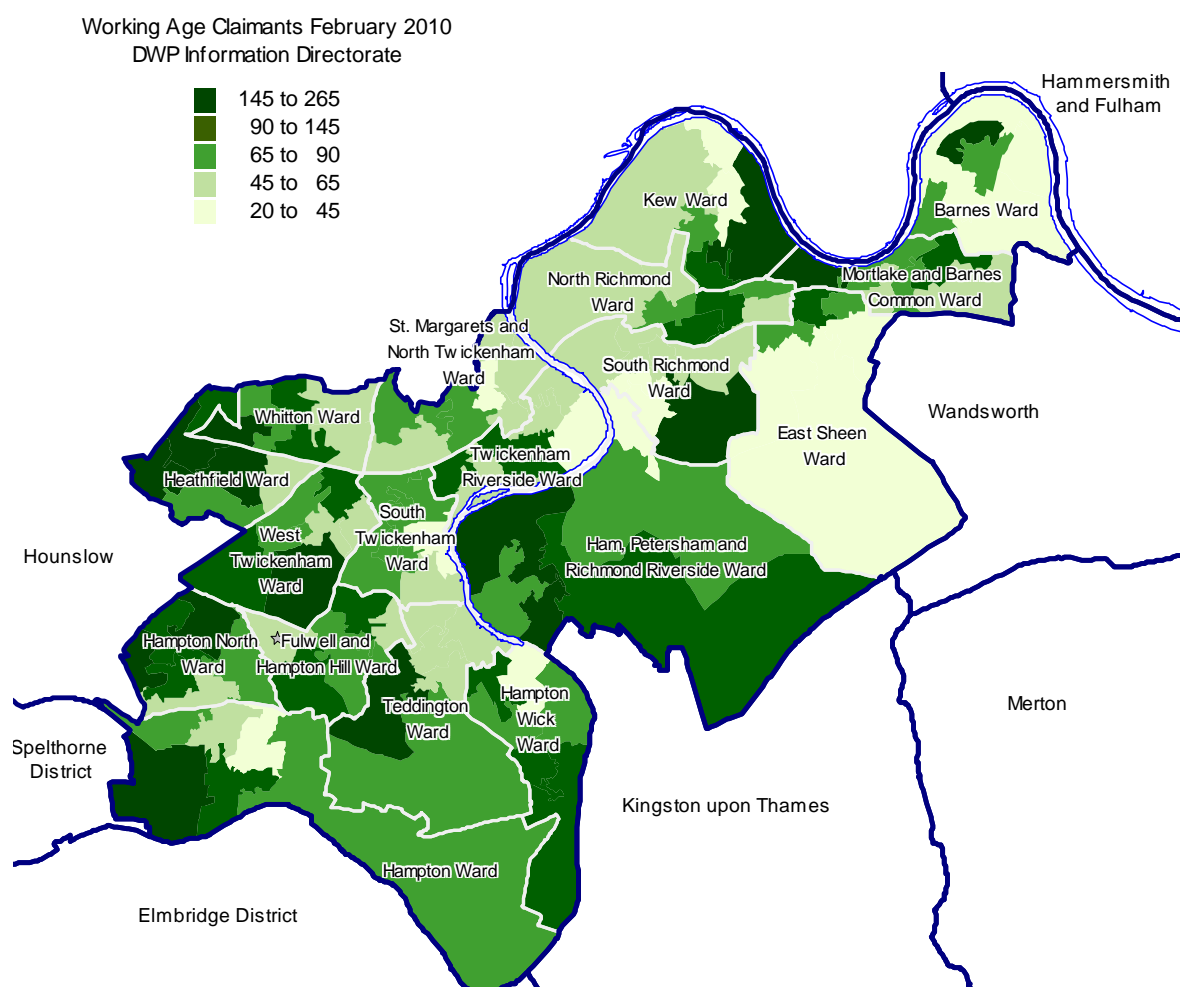 Working Age Claimants February 2010
DWP Information Directorate
145 to 265
90 to 145
65 to 90
45 to 65
20 to 45
Hammersmith
and Fulham
Kew Ward
Barnes Ward
North Richmond
Ward
Mortlake and Barnes
Common Ward
St. Margarets and
North Twickenham
Ward
South Richmond
Ward
Whitton Ward
Wandsworth
East Sheen
Ward
Twickenham
Riverside Ward
Heathfield Ward
South
Twickenham
Ward
West
Twickenham
Ward
Hounslow
Ham, Petersham and
Richmond Riverside Ward
Hampton North
Ward
Fulwell and
Hampton Hill Ward
Teddington
Ward
Hampton
Wick
Ward
Merton
Spelthorne
District
Kingston upon Thames
Hampton Ward
Elmbridge District